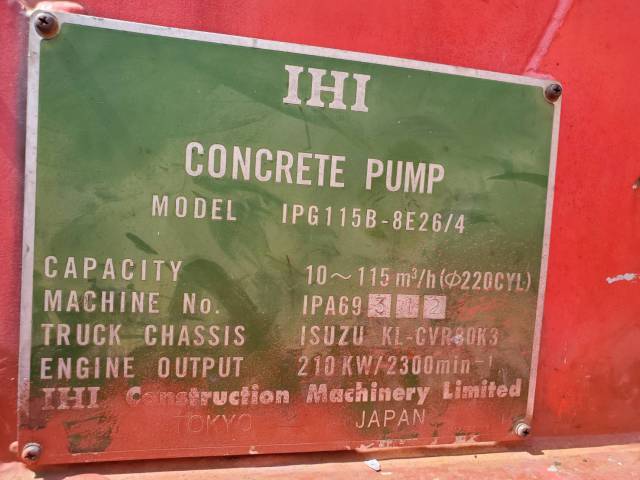 IHI
CONCRETE PUMP
MODEL IPG115B-8E26/4
CAPACITY 10~115 m³/h(Φ220CYL)
MACHINE No. IPA69
TRUCK CHASSIS ISUZU KL-CVR80K3
ENGINE OUTPUT 210 KW/2300min⁻¹
IHI Construction Machinery Limited
TOKYO JAPAN